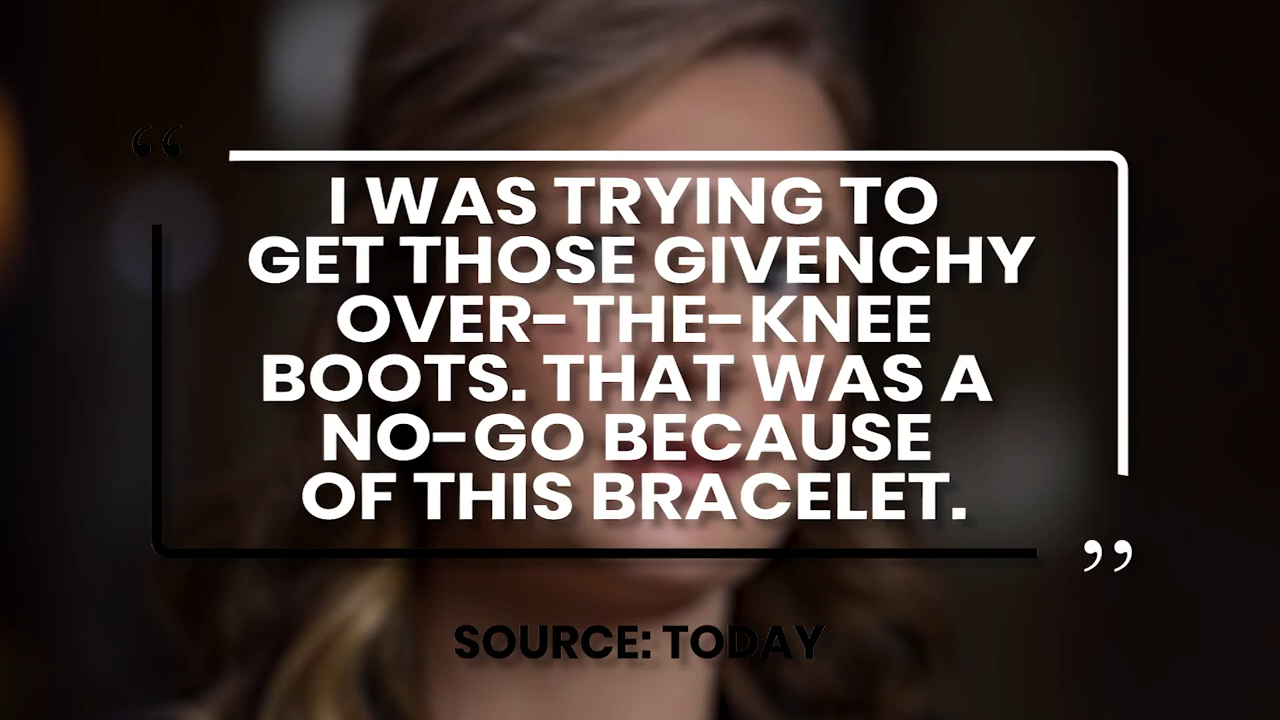 “
I WAS TRYING TO
GET THOSE GIVENCHY
OVER-THE-KNEE
BOOTS. THAT WAS A
NO-GO BECAUSE
OF THIS BRACELET.
”
SOURCE: TODAY